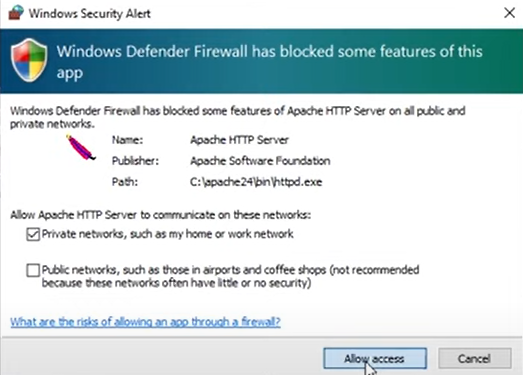 Windows Security Alert
Windows Defender Firewall has blocked some features of this
app
Windows Defender Firewall has blocked some features of Apache HTTP Server on all public and
private networks.
Name: Apache HTTP Server
Publisher: Apache Software Foundation
Path: C:\apache24\bin\httpd.exe
Allow Apache HTTP Server to communicate on these networks:
Private networks, such as my home or work network
Public networks, such as those in airports and coffee shops (not recommended
because these networks often have little or no security)
What are the risks of allowing an app through a firewall?
Allow access Cancel